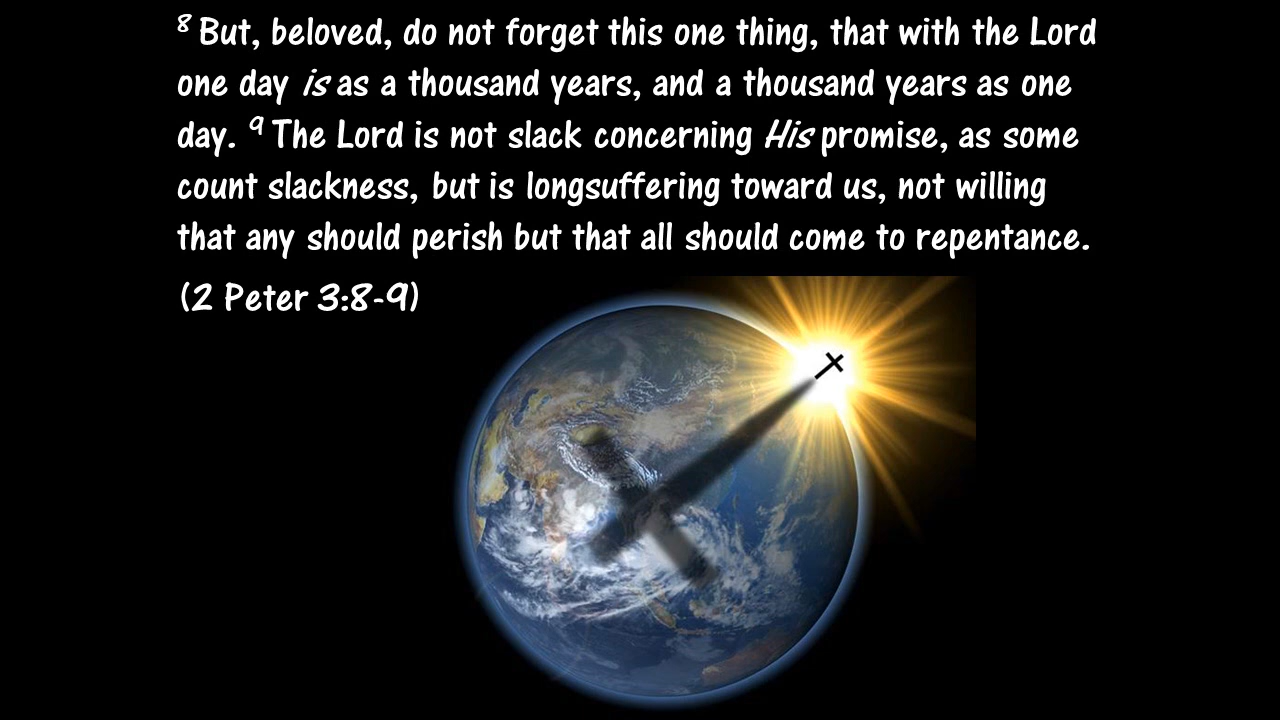 8 But, beloved, do not forget this one thing, that with the Lord
one day is as a thousand years, and a thousand years as one
day. 9 The Lord is not slack concerning His promise, as some
count slackness, but is longsuffering toward us, not willing
that any should perish but that all should come to repentance.
(2 Peter 3:8-9)